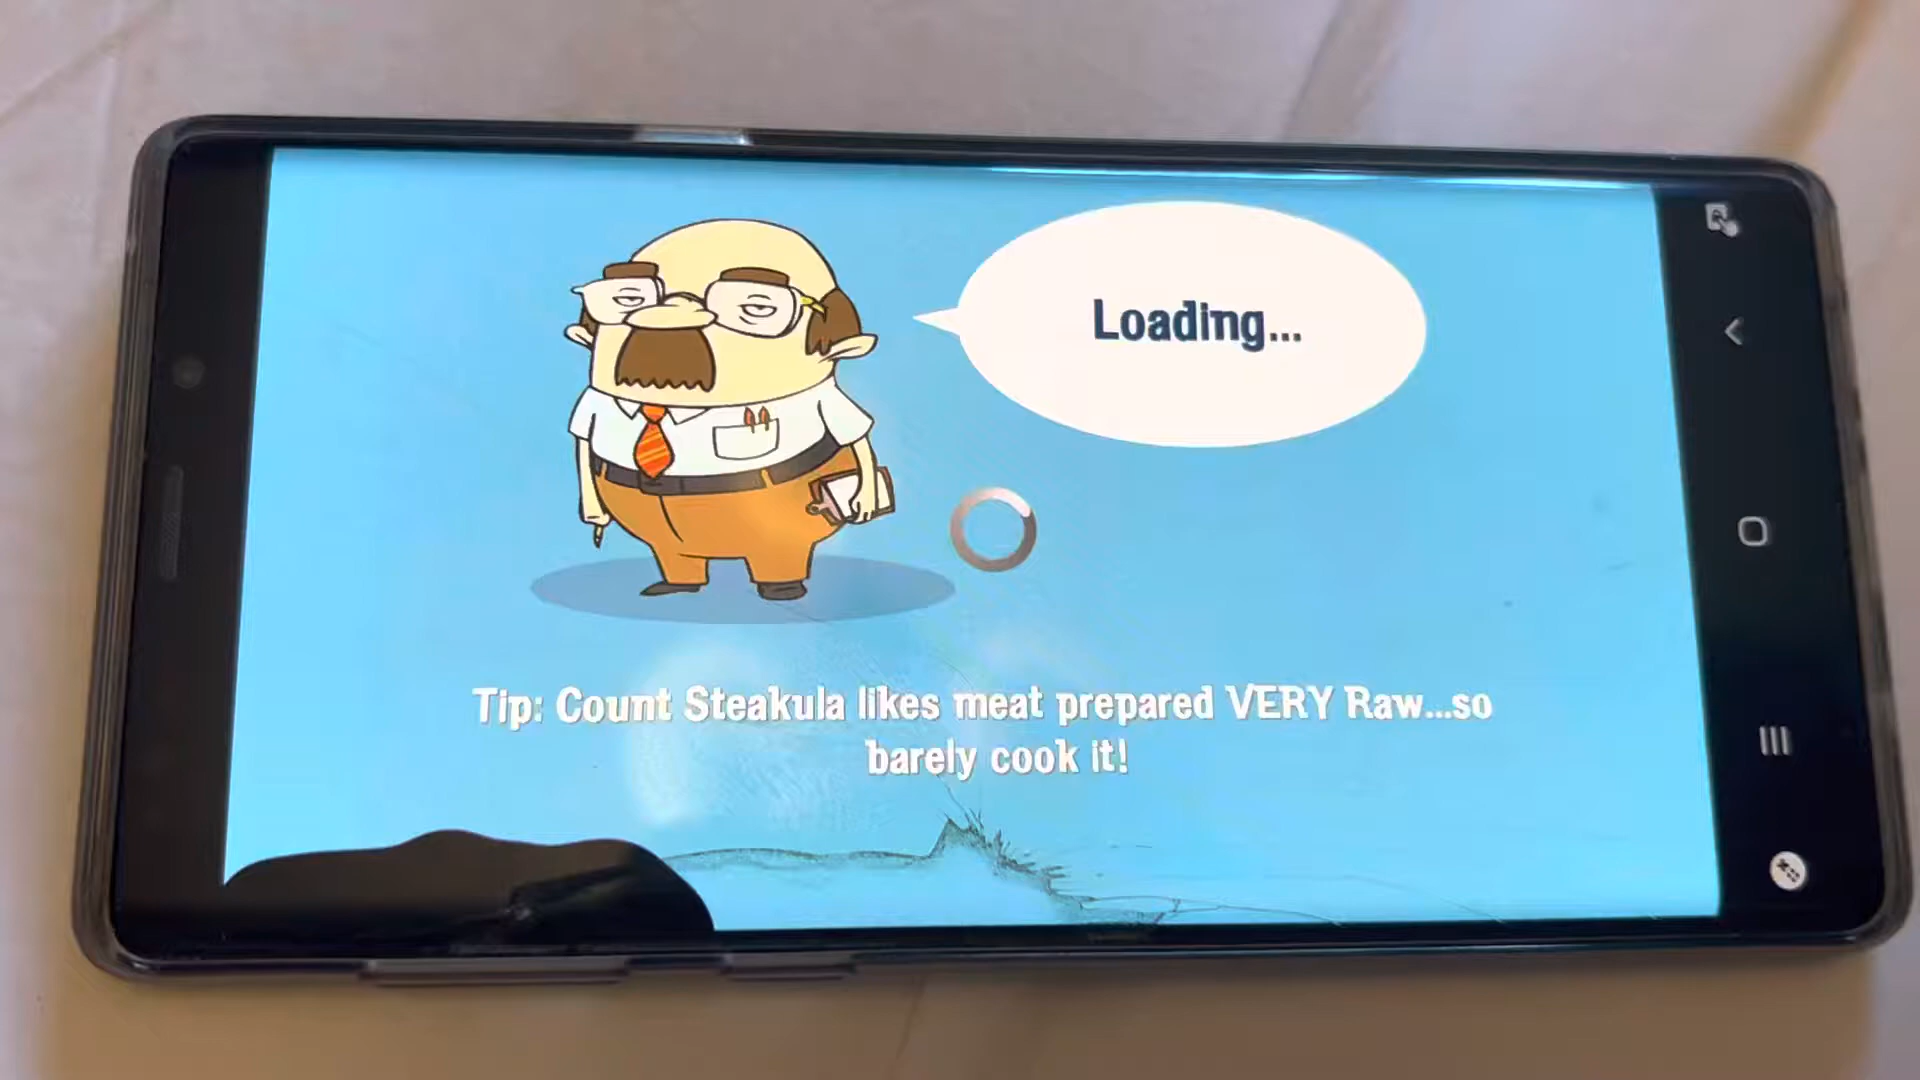 Loading...
Tip: Count Steakula likes meat prepared VERY Raw...so
barely cook it!